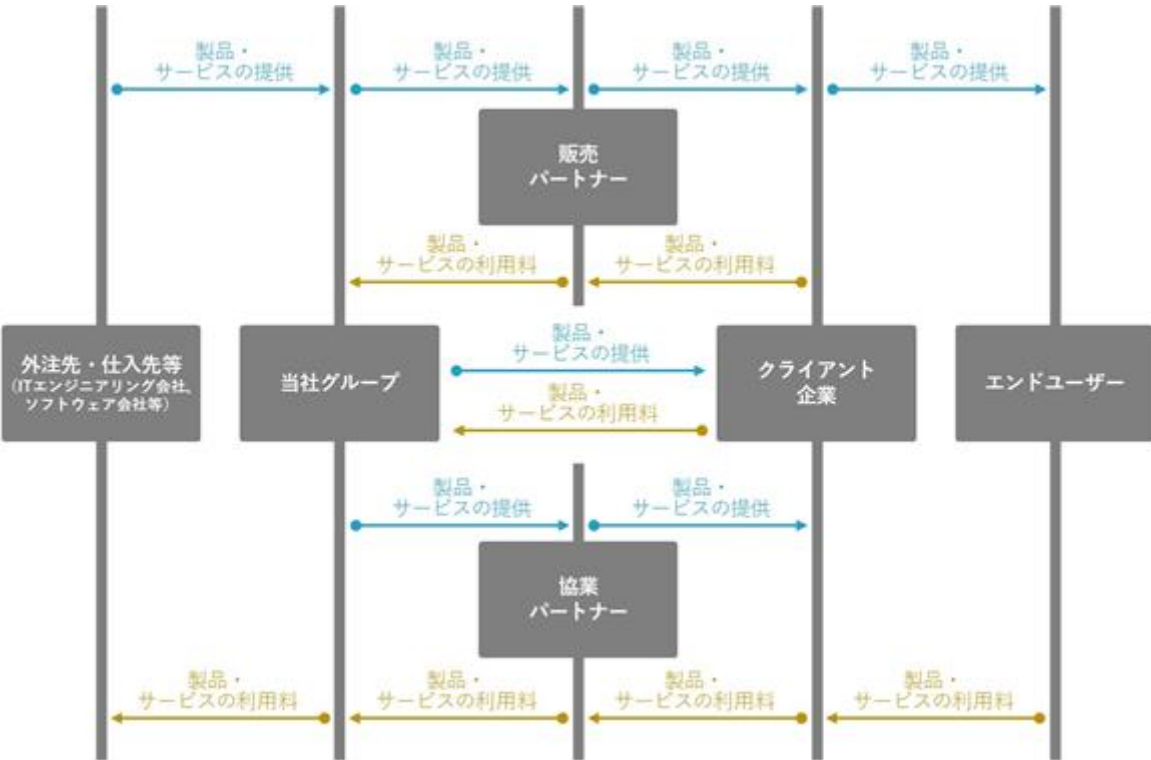 製品・
サービスの提供
製品・
サービスの提供
製品・
サービスの提供
製品・
サービスの提供
販売
パートナー
製品・
サービスの利用料
製品・
サービスの利用料
外注先・仕入先等
（ITエンジニアリング会社、
ソフトウェア会社等）
当社グループ
製品・
サービスの提供
製品・
サービスの利用料
クライアント
企業
エンドユーザー
製品・
サービスの提供
製品・
サービスの提供
協業
パートナー
製品・
サービスの利用料
製品・
サービスの利用料
製品・
サービスの利用料
製品・
サービスの利用料